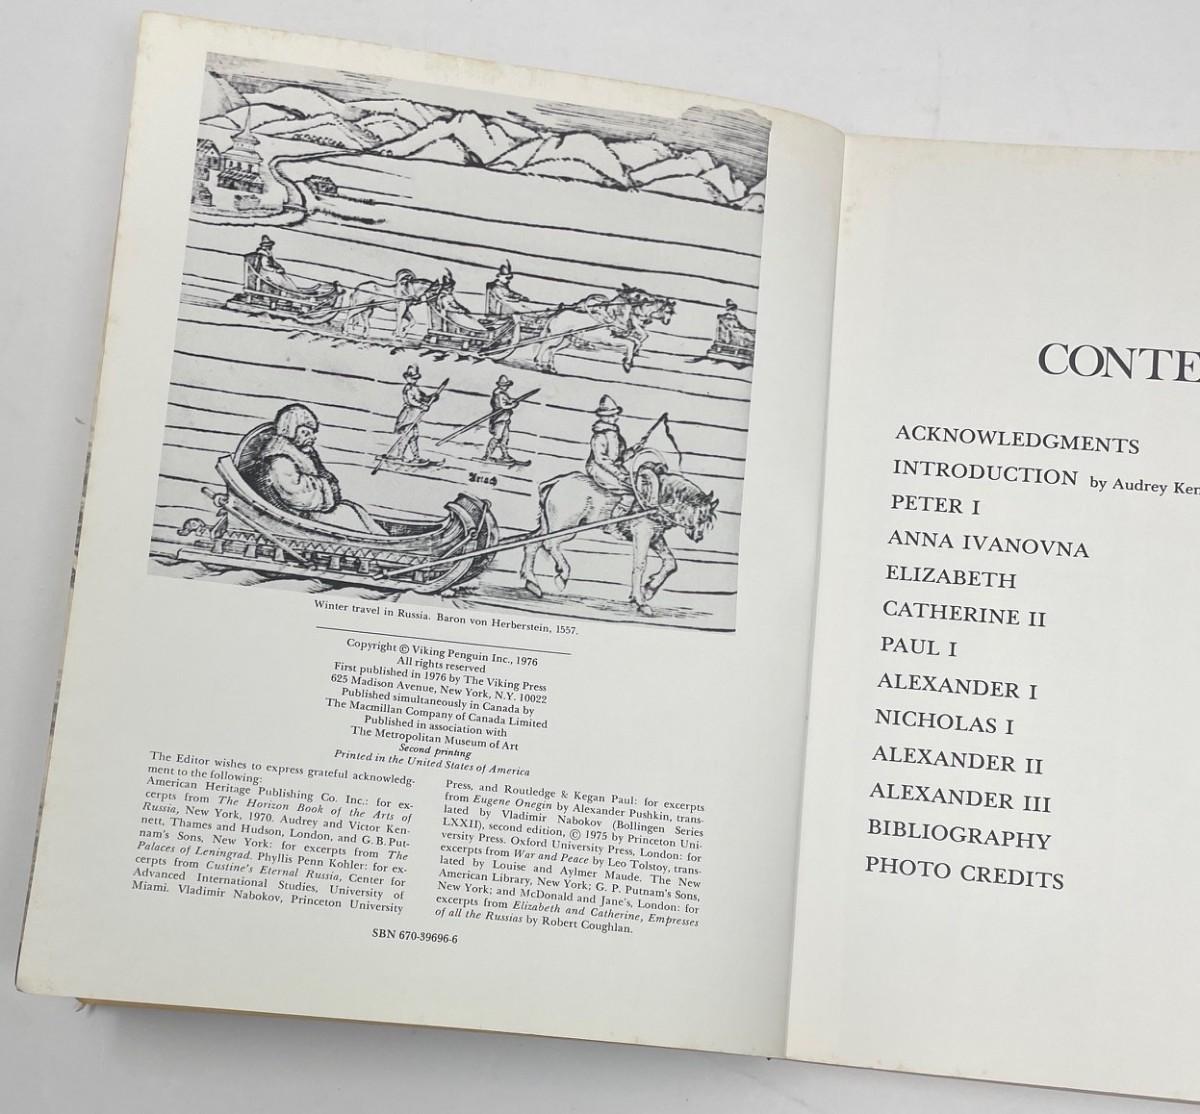 Arisch
Winter travel in Russia. Baron von Herberstein, 1557.
Copyright © Viking Penguin Inc., 1976
All rights reserved
First published in 1976 by The Viking Press
625 Madison Avenue, New York, N.Y. 10022
Published simultaneously in Canada by
The Macmillan Company of Canada Limited
Published in association with
The Metropolitan Museum of Art
Second printing
Printed in the United States of America
The Editor wishes to express grateful acknowledg-
ment to the following:
American Heritage Publishing Co. Inc.: for ex-
cerpts from The Horizon Book of the Arts of
Russia, New York, 1970. Audrey and Victor Ken-
nett, Thames and Hudson, London, and G.B. Put-
nam's Sons, New York: for excerpts from The
Palaces of Leningrad. Phyllis Penn Kohler: for ex-
cerpts from Custine's Eternal Russia, Center for
Advanced International Studies, University of
Miami. Vladimir Nabokov, Princeton University
Press, and Routledge & Kegan Paul: for excerpts
from Eugene Onegin by Alexander Pushkin, trans-
lated by Vladimir Nabokov (Bollingen Series
LXXII), second edition, © 1975 by Princeton Uni-
versity Press. Oxford University Press, London: for
excerpts from War and Peace by Leo Tolstoy, trans-
lated by Louise and Aylmer Maude. The New
American Library, New York; G. P. Putnam's Sons,
New York; and McDonald and Jane's, London: for
excerpts from Elizabeth and Catherine, Empresses
of all the Russias by Robert Coughlan.
SBN 670-39696-6
CONTE
ACKNOWLEDGMENTS
INTRODUCTION by Audrey Ken
PETER I
ANNA IVANOVNA
ELIZABETH
CATHERINE II
PAUL I
ALEXANDER I
NICHOLAS I
ALEXANDER II
ALEXANDER III
BIBLIOGRAPHY
PHOTO CREDITS